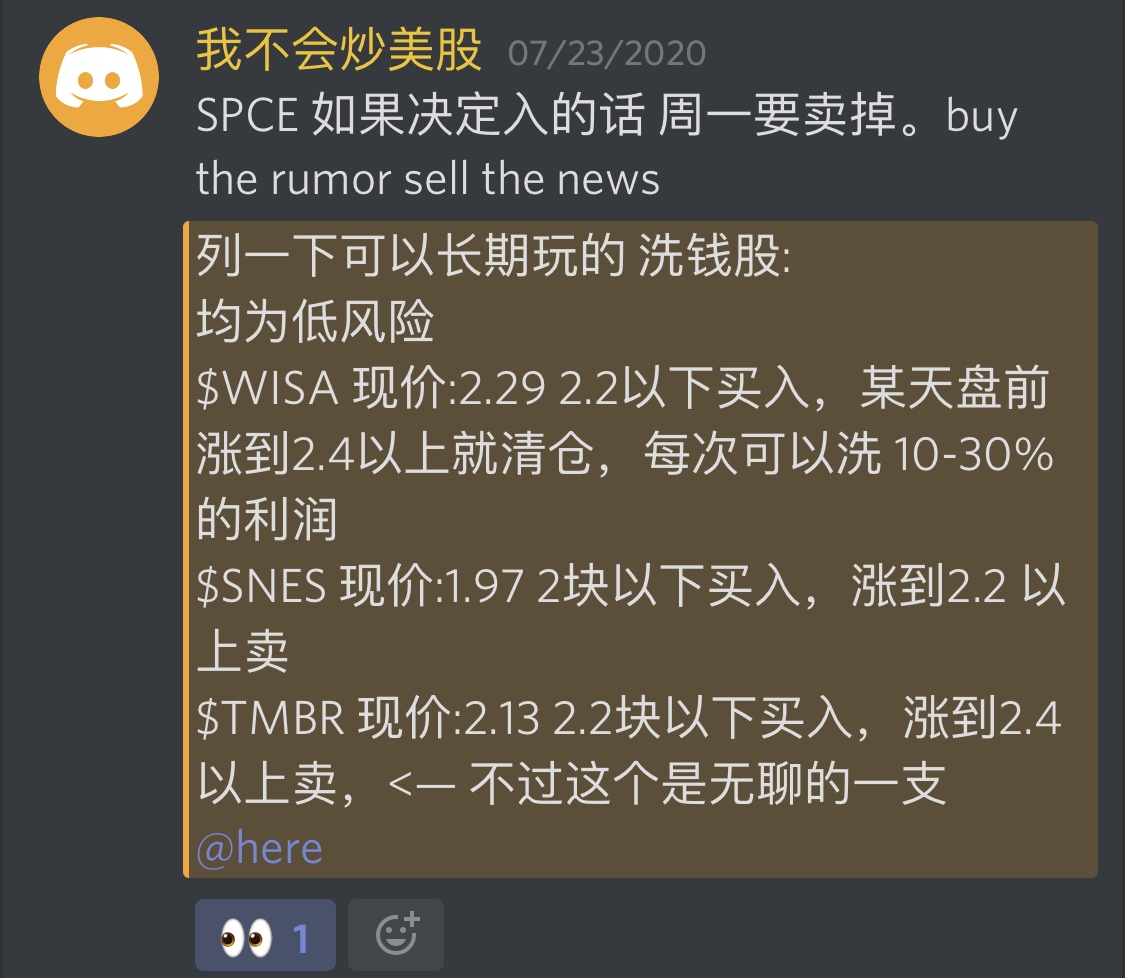 我不会炒美股 07/23/2020
SPCE 如果决定入的话 周一要卖掉。buy
the rumor sell the news
列一下可以长期玩的 洗钱股:
均为低风险
$WISA 现价:2.29 2.2以下买入，某天盘前
涨到2.4以上就清仓，每次可以洗 10-30%
的利润
$SNES 现价:1.97 2块以下买入，涨到2.2 以
上卖
$TMBR 现价:2.13 2.2块以下买入，涨到2.4
以上卖，<— 不过这个是无聊的一支
@here
1